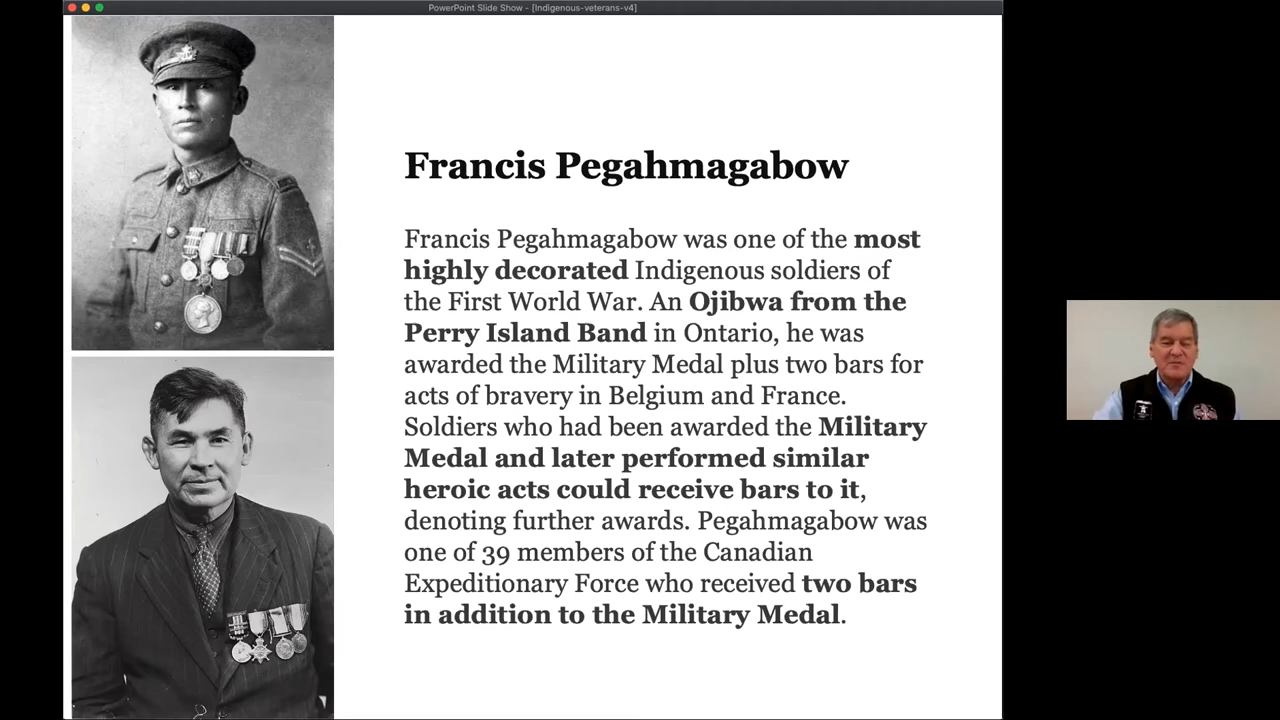 PowerPoint Slide Show - [Indigenous-veterans-v4]
Francis Pegahmagabow
Francis Pegahmagabow was one of the most
highly decorated Indigenous soldiers of
the First World War. An Ojibwa from the
Perry Island Band in Ontario, he was
awarded the Military Medal plus two bars for
acts of bravery in Belgium and France.
Soldiers who had been awarded the Military
Medal and later performed similar
heroic acts could receive bars to it,
denoting further awards. Pegahmagabow was
one of 39 members of the Canadian
Expeditionary Force who received two bars
in addition to the Military Medal.